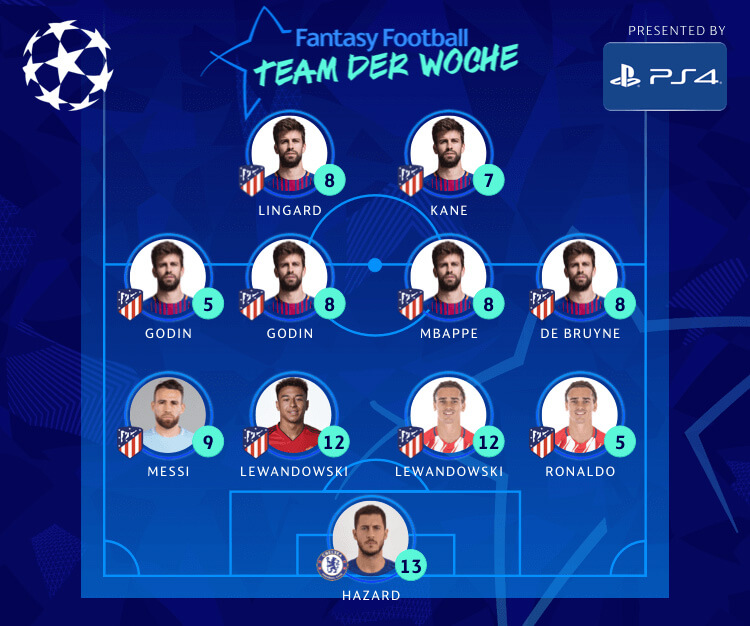 PRESENTED BY
Fantasy Football
TEAM DER WOCHE
PS4
8
7
LINGARD
KANE
5
8
8
8
GODIN
GODIN
MBAPPE
DE BRUYNE
9
12
12
5
MESSI
LEWANDOWSKI
LEWANDOWSKI
RONALDO
13
HAZARD